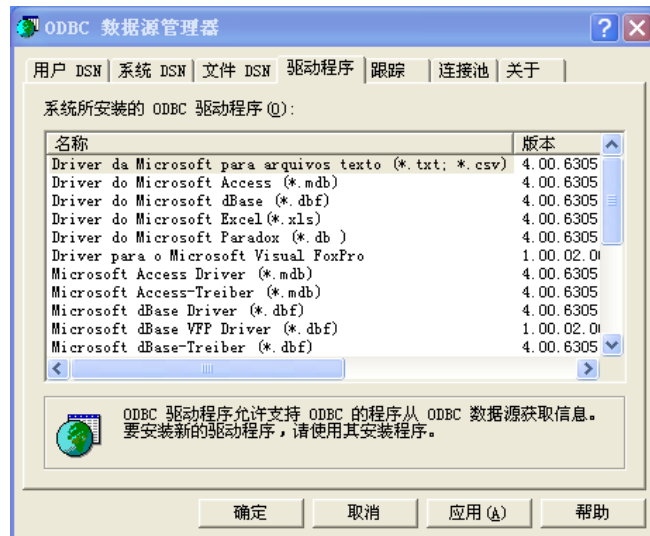 ODBC 数据源管理器
用户 DSN 系统 DSN 文件 DSN 驱动程序 跟踪 连接池 关于
系统所安装的 ODBC 驱动程序(O):
名称 版本
Driver da Microsoft para arquivos texto (*.txt; *.csv) 4.00.6305
Driver do Microsoft Access (*.mdb) 4.00.6305
Driver do Microsoft dBase (*.dbf) 4.00.6305
Driver do Microsoft Excel(*.xls) 4.00.6305
Driver do Microsoft Paradox (*.db ) 4.00.6305
Driver para o Microsoft Visual FoxPro 1.00.02.0
Microsoft Access Driver (*.mdb) 4.00.6305
Microsoft Access-Treiber (*.mdb) 4.00.6305
Microsoft dBase Driver (*.dbf) 4.00.6305
Microsoft dBase VFP Driver (*.dbf) 1.00.02.0
Microsoft dBase-Treiber (*.dbf) 4.00.6305
ODBC 驱动程序允许支持 ODBC 的程序从 ODBC 数据源获取信息。
要安装新的驱动程序，请使用其安装程序。
确定 取消 应用(A) 帮助